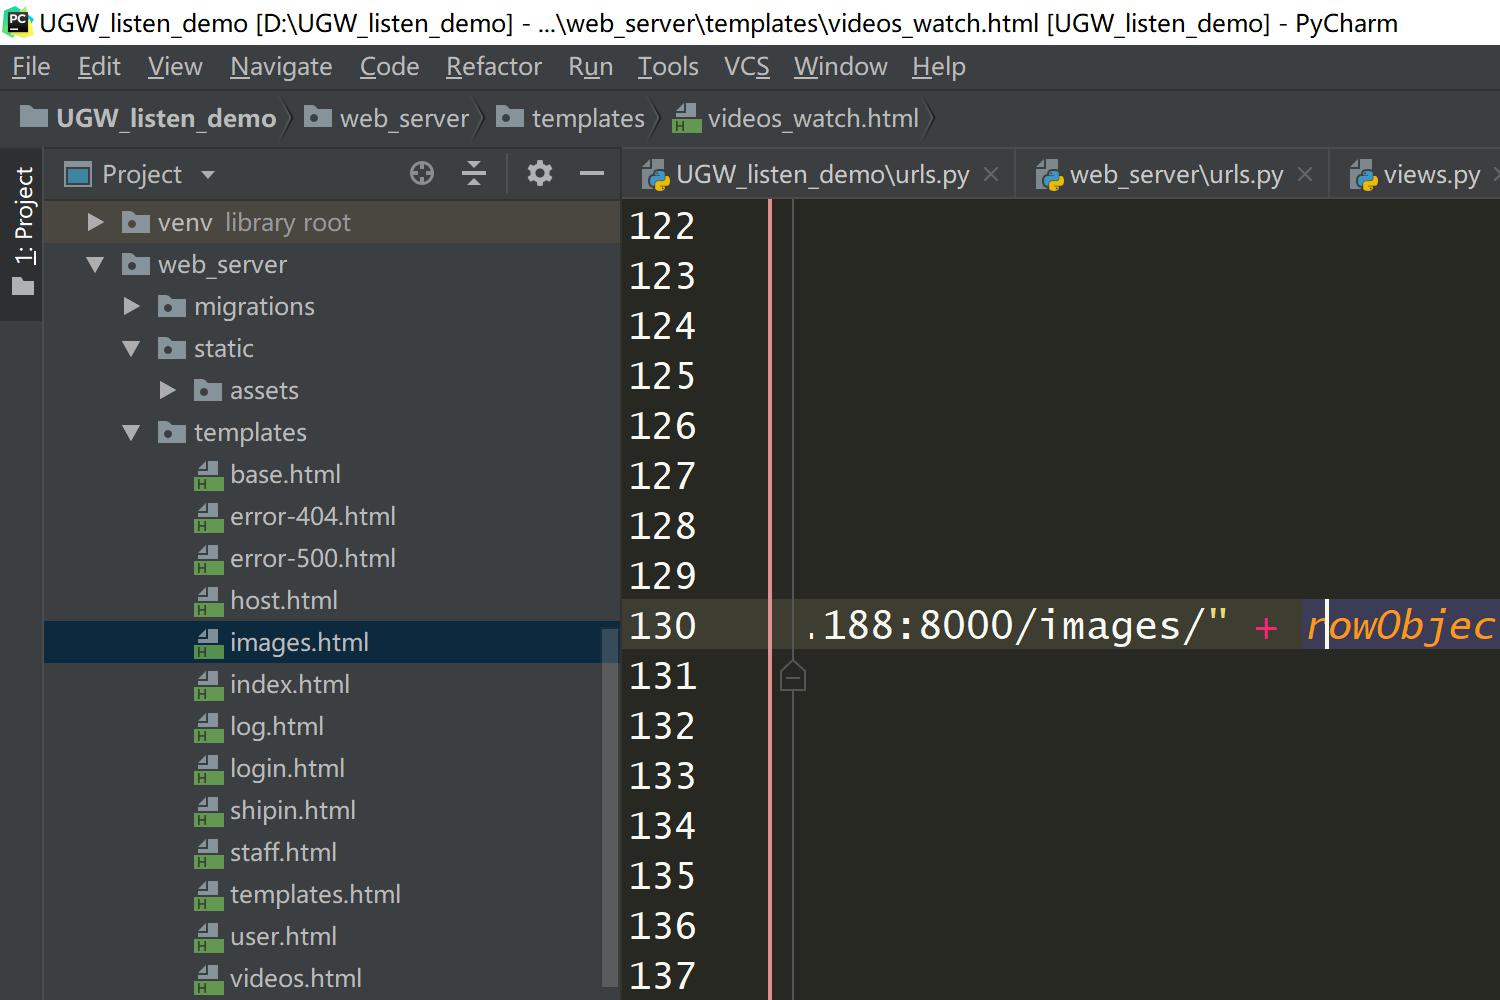 UGW_listen_demo [D:\UGW_listen_demo] - ...\web_server\templates\videos_watch.html [UGW_listen_demo] - PyCharm
File Edit View Navigate Code Refactor Run Tools VCS Window Help
UGW_listen_demo web_server templates videos_watch.html
1: Project
Project
UGW_listen_demo\urls.py web_server\urls.py views.py
venv library root
web_server
migrations
static
assets
templates
base.html
error-404.html
error-500.html
host.html
images.html
index.html
log.html
login.html
shipin.html
staff.html
templates.html
user.html
videos.html
122
123
124
125
126
127
128
129
130 .188:8000/images/" + rowObjec
131
132
133
134
135
136
137